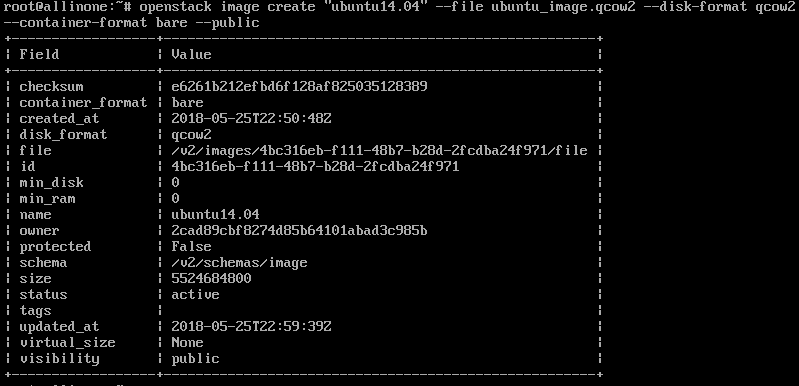 root@allinone:~# openstack image create "ubuntu14.04" --file ubuntu_image.qcow2 --disk-format qcow2
--container-format bare --public
+------------------+------------------------------------------------------+
| Field            | Value                                                |
+------------------+------------------------------------------------------+
| checksum         | e6261b212efbd6f128af825035128389                     |
| container_format | bare                                                 |
| created_at       | 2018-05-25T22:50:48Z                                 |
| disk_format      | qcow2                                                |
| file             | /v2/images/4bc316eb-f111-48b7-b28d-2fcdba24f971/file |
| id               | 4bc316eb-f111-48b7-b28d-2fcdba24f971                 |
| min_disk         | 0                                                    |
| min_ram          | 0                                                    |
| name             | ubuntu14.04                                          |
| owner            | 2cad89cbf8274d85b64101abad3c985b                     |
| protected        | False                                                |
| schema           | /v2/schemas/image                                    |
| size             | 5524684800                                           |
| status           | active                                               |
| tags             |                                                      |
| updated_at       | 2018-05-25T22:59:39Z                                 |
| virtual_size     | None                                                 |
| visibility       | public                                               |
+------------------+------------------------------------------------------+